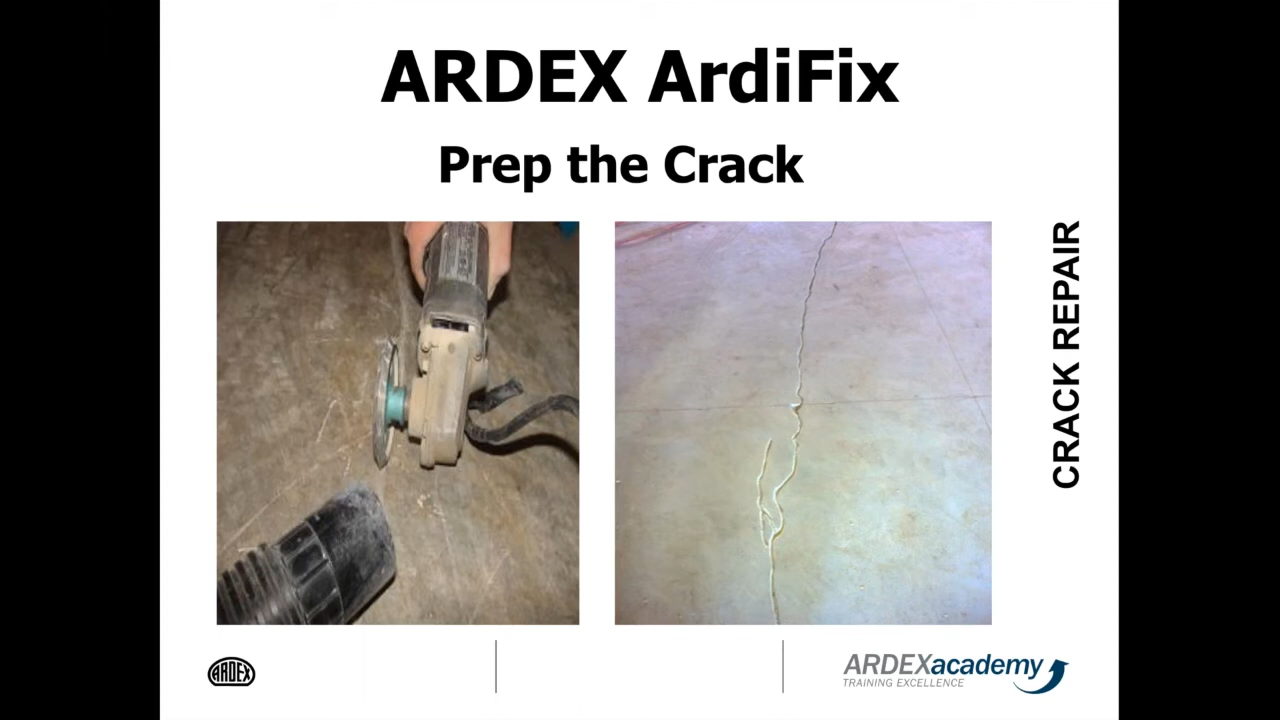 ARDEX ArdiFix
Prep the Crack
CRACK REPAIR
ARDEX
ARDEXacademy
TRAINING EXCELLENCE